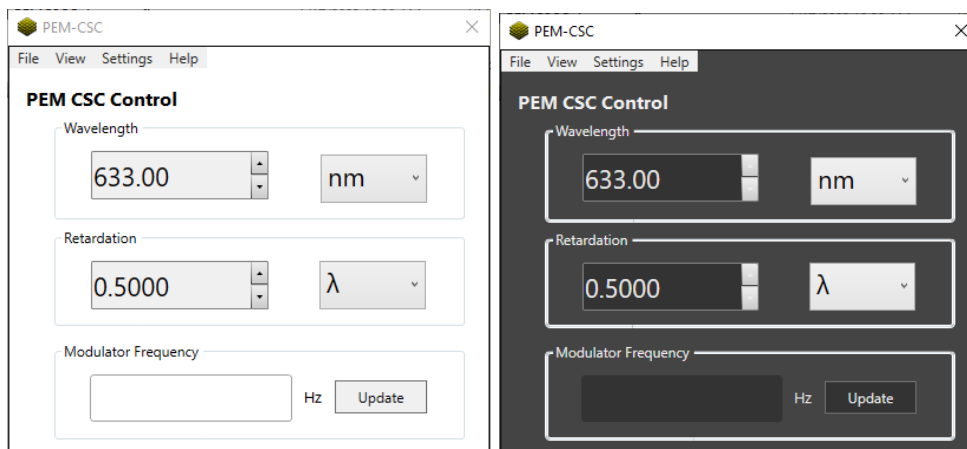 PEM-CSC
File View Settings Help
PEM CSC Control
Wavelength
633.00 nm
Retardation
0.5000 λ
Modulator Frequency
Hz Update
PEM-CSC
File View Settings Help
PEM CSC Control
Wavelength
633.00 nm
Retardation
0.5000 λ
Modulator Frequency
Hz Update